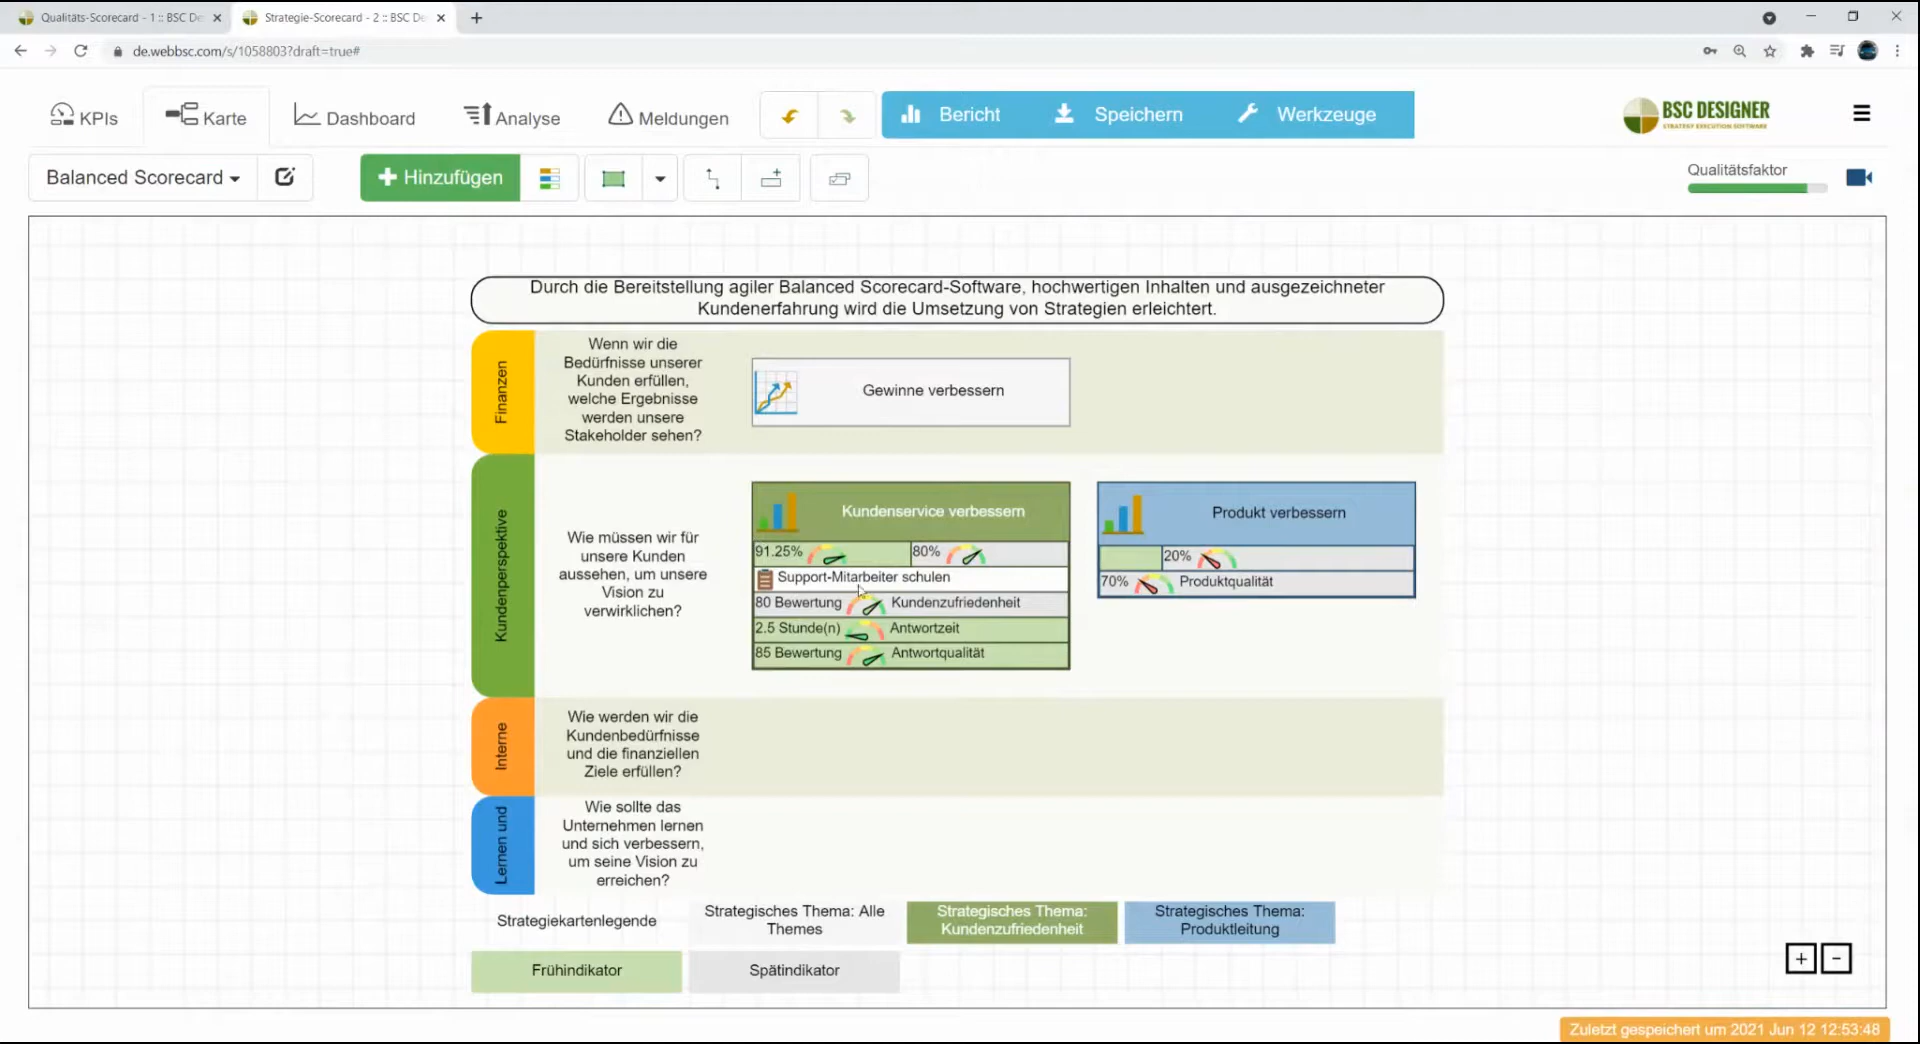 Qualitäts-Scorecard - 1 :: BSC De
Strategie-Scorecard - 2 :: BSC De
de.webbsc.com/s/1058803?draft=true#
KPIs
Karte
Dashboard
Analyse
Meldungen
Bericht
Speichern
Werkzeuge
BSC DESIGNER
STRATEGY EXECUTION SOFTWARE
Balanced Scorecard
Hinzufügen
Qualitätsfaktor
Durch die Bereitstellung agiler Balanced Scorecard-Software, hochwertigen Inhalten und ausgezeichneter
Kundenerfahrung wird die Umsetzung von Strategien erleichtert.
Finanzen
Wenn wir die
Bedürfnisse unserer
Kunden erfüllen,
welche Ergebnisse
werden unsere
Stakeholder sehen?
Gewinne verbessern
Kundenperspektive
Wie müssen wir für
unsere Kunden
aussehen, um unsere
Vision zu
verwirklichen?
Kundenservice verbessern
91.25% 80%
Support-Mitarbeiter schulen
80 Bewertung Kundenzufriedenheit
2.5 Stunde(n) Antwortzeit
85 Bewertung Antwortqualität
Produkt verbessern
20%
70% Produktqualität
Interne
Wie werden wir die
Kundenbedürfnisse
und die finanziellen
Ziele erfüllen?
Lernen und
Wie sollte das
Unternehmen lernen
und sich verbessern,
um seine Vision zu
erreichen?
Strategiekartenlegende
Strategisches Thema: Alle
Themes
Strategisches Thema:
Kundenzufriedenheit
Strategisches Thema:
Produktleitung
Frühindikator
Spätindikator
+ -
Zuletzt gespeichert um 2021 Jun 12 12:53:48